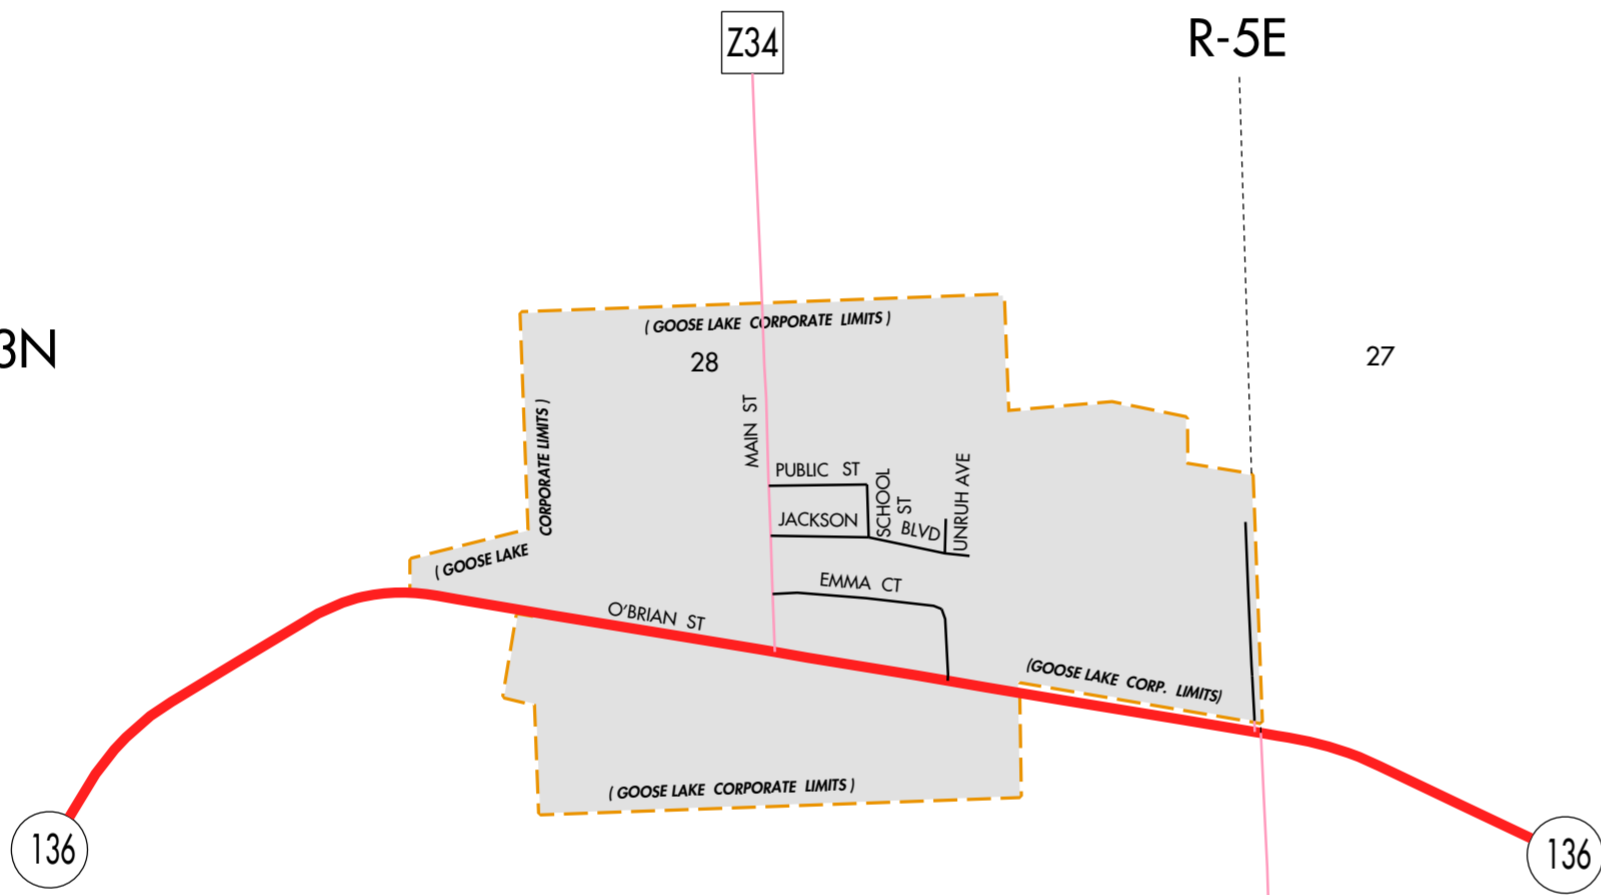 Z34
R-5E
( GOOSE LAKE CORPORATE LIMITS )
3N
28
27
MAIN ST
CORPORATE LIMITS )
( GOOSE LAKE
PUBLIC ST
SCHOOL
ST
JACKSON BLVD
UNRUH AVE
EMMA CT
O'BRIAN ST
(GOOSE LAKE CORP. LIMITS)
( GOOSE LAKE CORPORATE LIMITS )
136
136